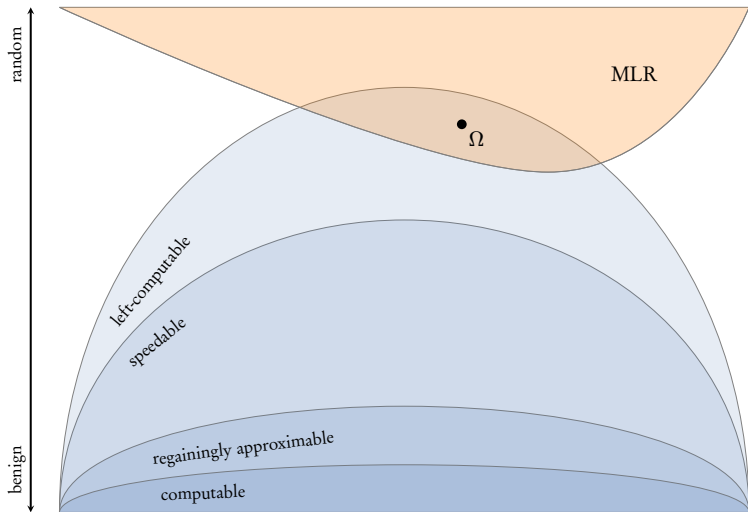 random
MLR
Ω
left-computable
speedable
regainingly approximable
computable
benign